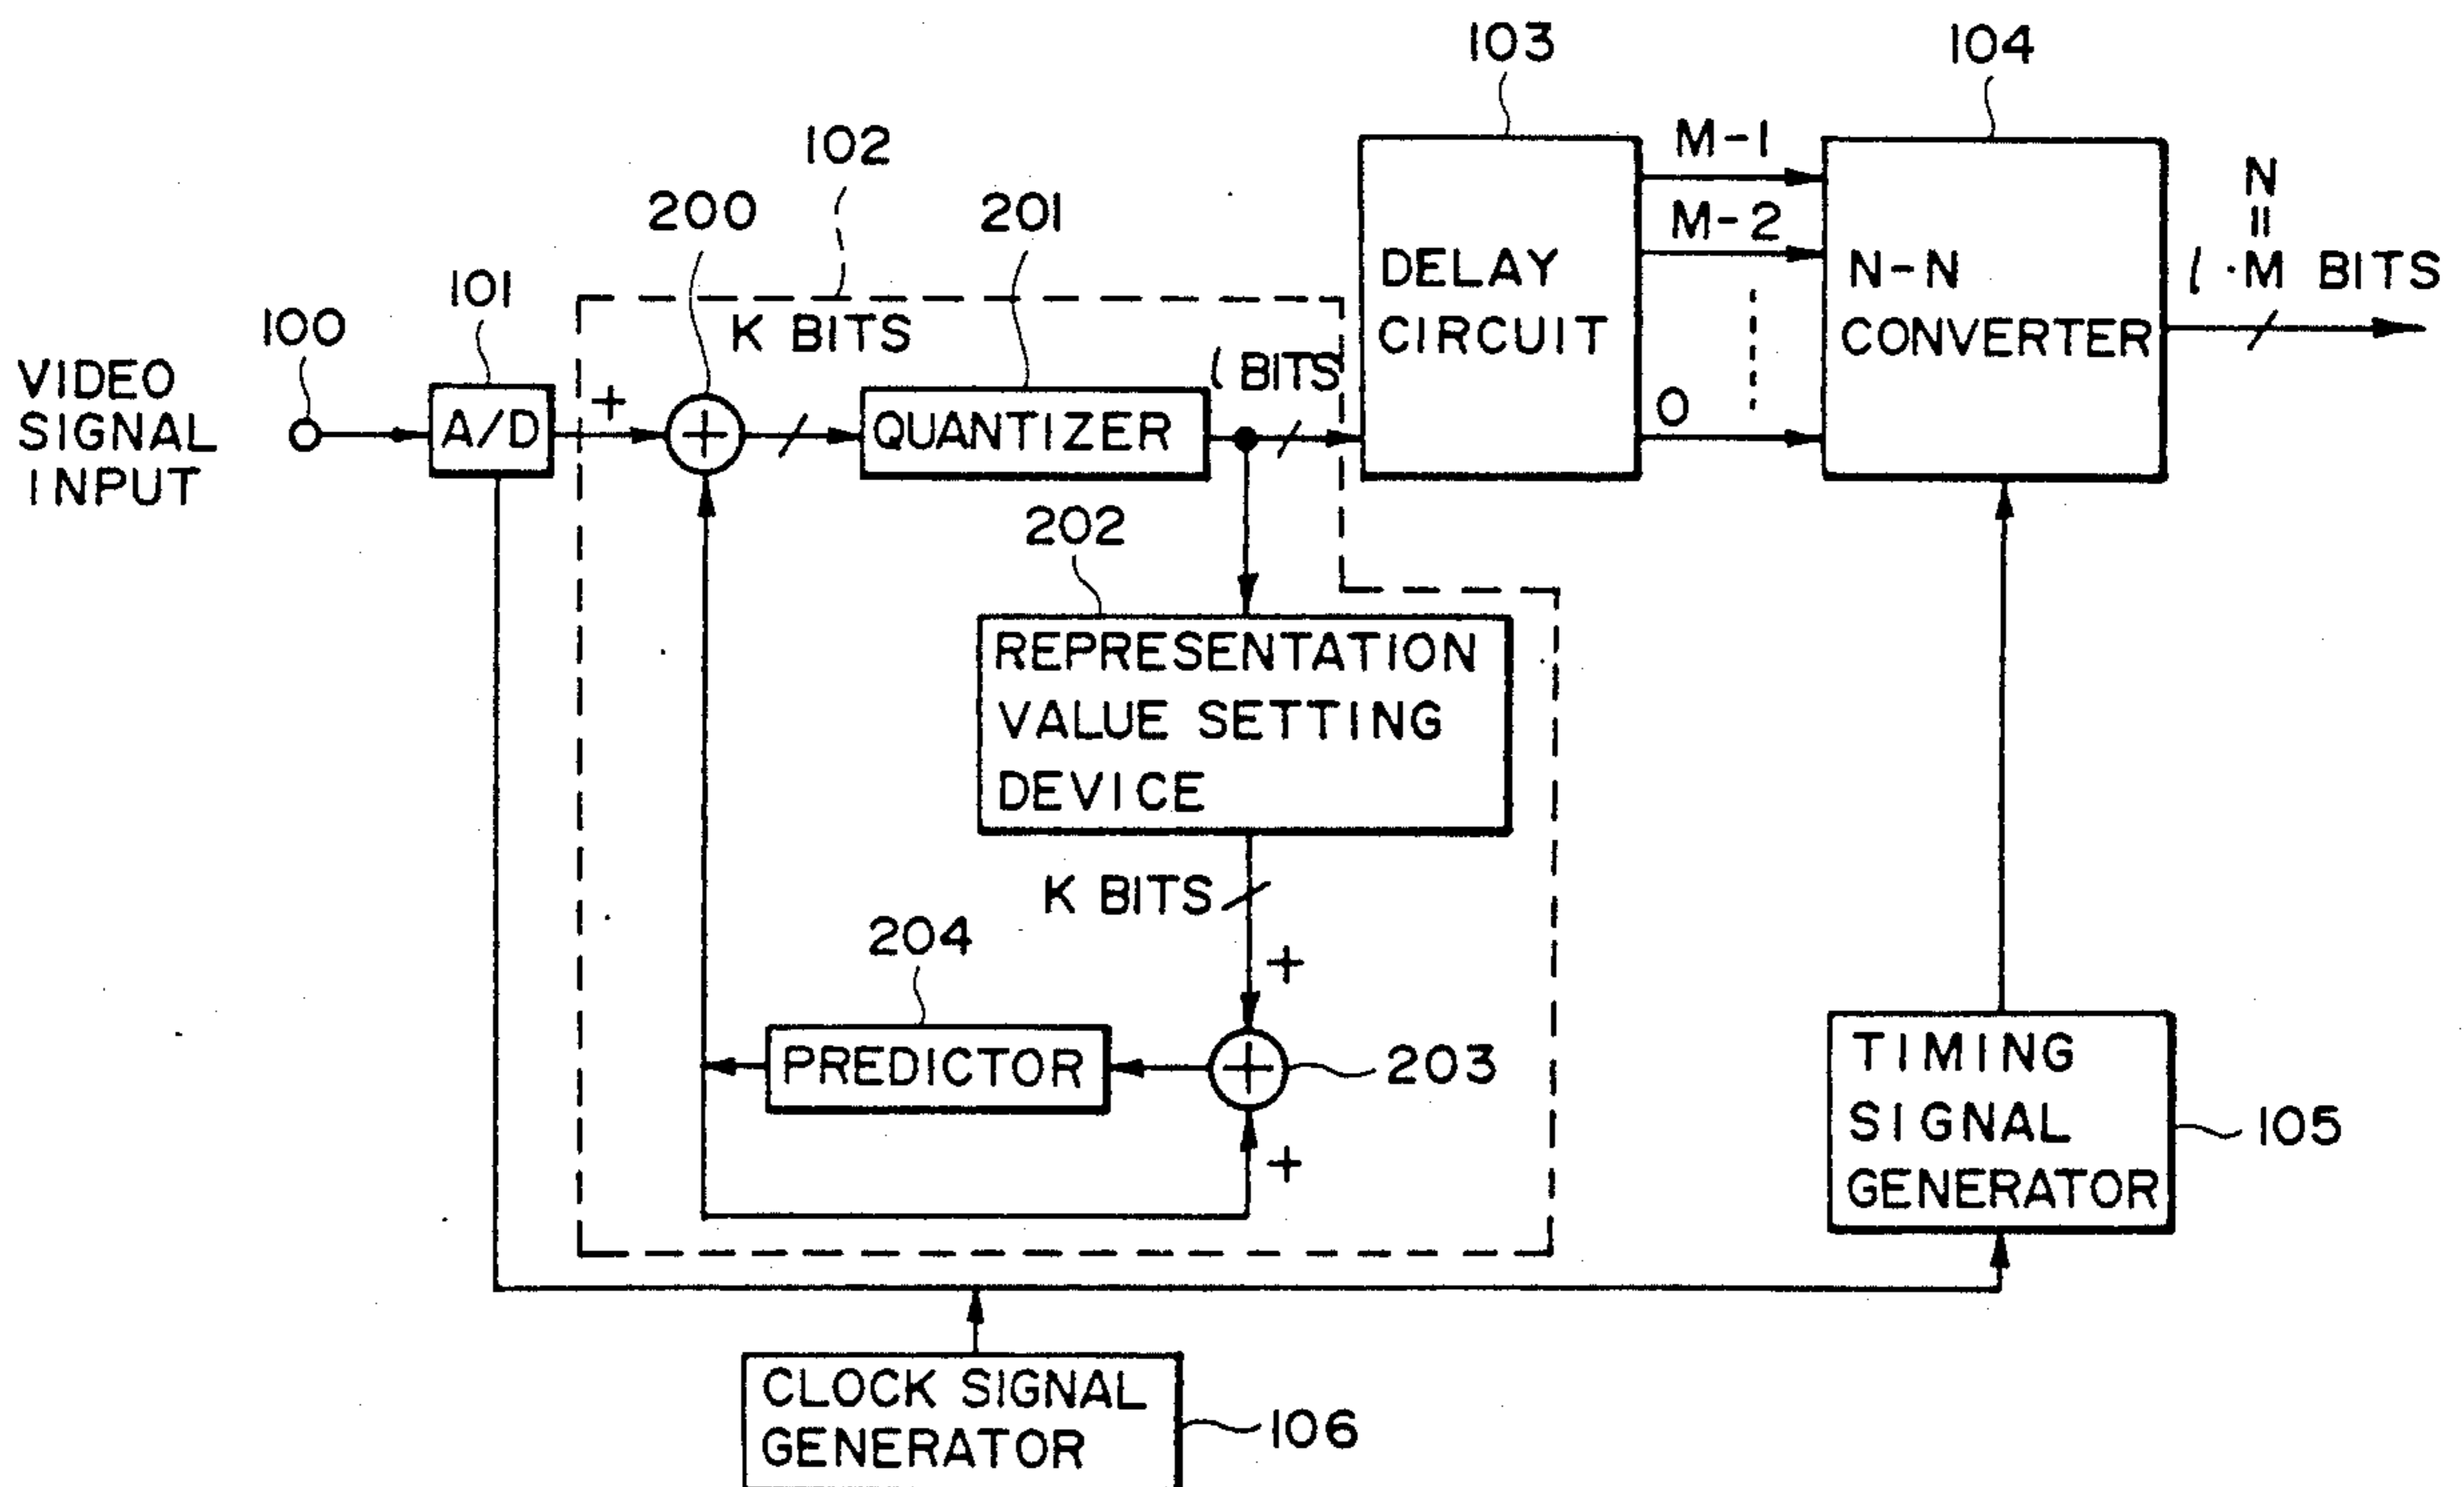 103
104
102
M-1
N
200
201
M-2
=
101
DELAY
N-N
l·M BITS
100
K BITS
CIRCUIT
CONVERTER
VIDEO
l BITS
SIGNAL
A/D
+
+
QUANTIZER
O
INPUT
202
REPRESENTATION
VALUE SETTING
DEVICE
K BITS
204
+
PREDICTOR
+
203
TIMING
SIGNAL
GENERATOR
105
+
CLOCK SIGNAL
GENERATOR
106